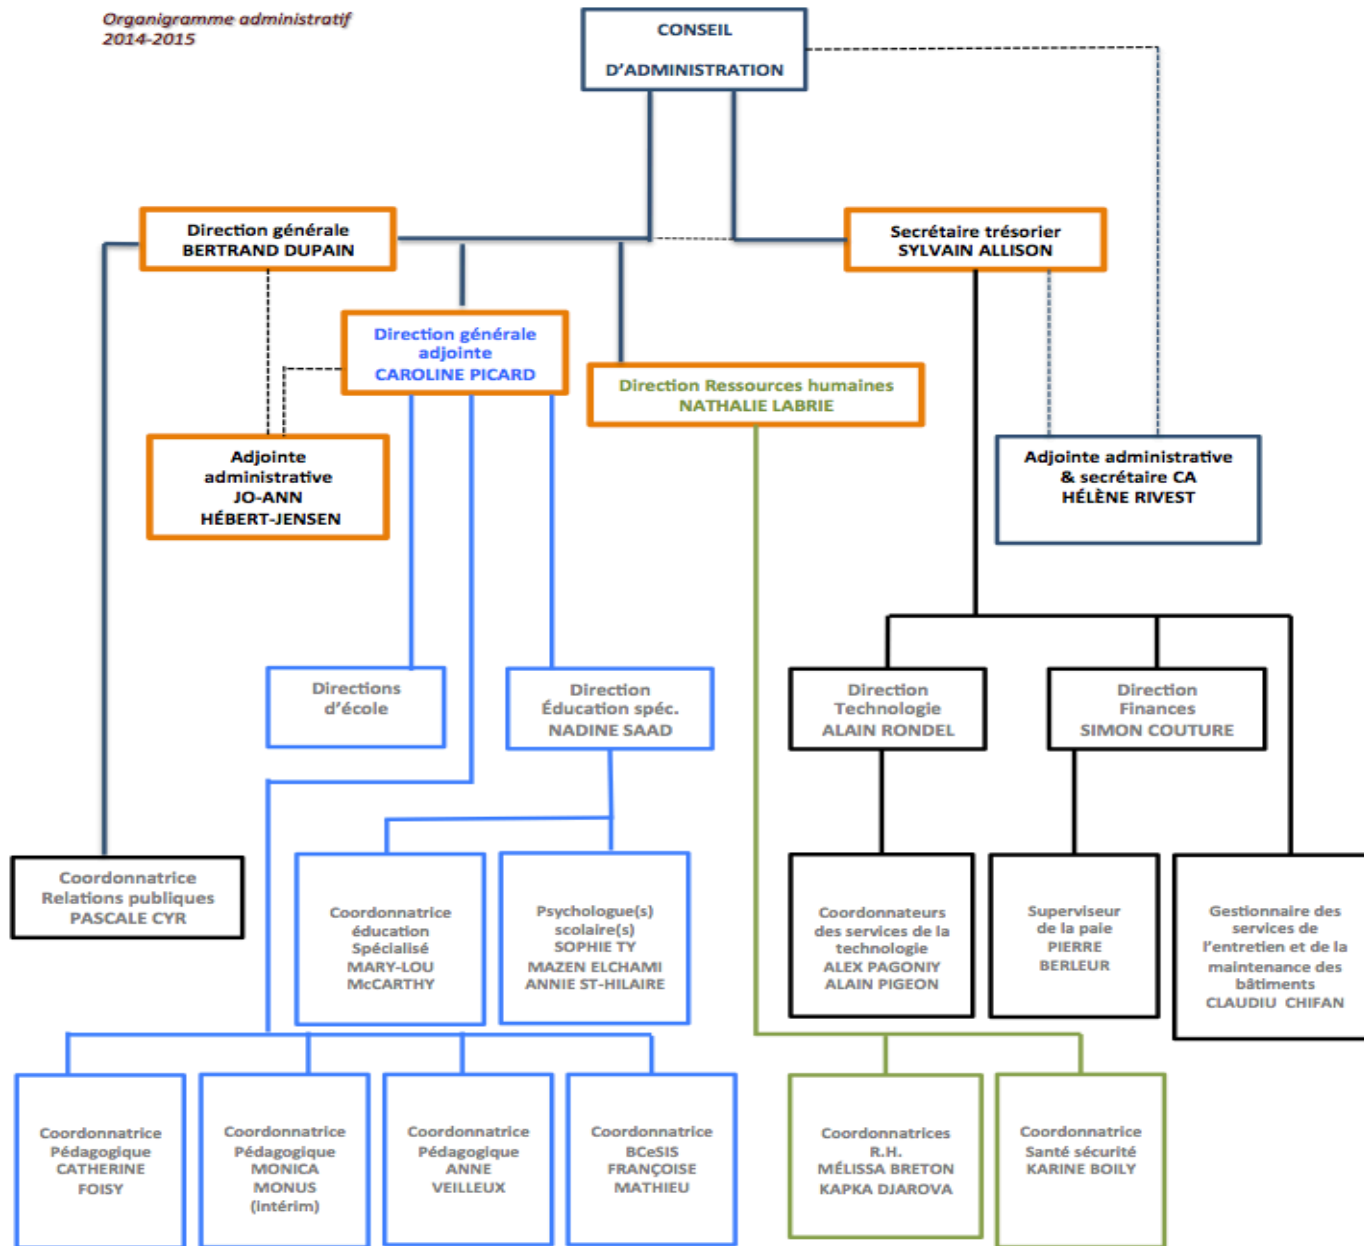 Organigramme administratif
2014-2015
CONSEIL
D'ADMINISTRATION
Direction générale
BERTRAND DUPAIN
Secrétaire trésorier
SYLVAIN ALLISON
Direction générale
adjointe
CAROLINE PICARD
Direction Ressources humaines
NATHALIE LABRIE
Adjointe
administrative
JO-ANN
HÉBERT-JENSEN
Adjointe administrative
& secrétaire CA
HÉLÈNE RIVEST
Directions
d'école
Direction
Éducation spéc.
NADINE SAAD
Direction
Technologie
ALAIN RONDEL
Direction
Finances
SIMON COUTURE
Coordonnatrice
Relations publiques
PASCALE CYR
Coordonnatrice
éducation
Spécialisé
MARY-LOU
McCARTHY
Psychologue(s)
scolaire(s)
SOPHIE TY
MAZEN ELCHAMI
ANNIE ST-HILAIRE
Coordonnateurs
des services de la
technologie
ALEX PAGONIY
ALAIN PIGEON
Superviseur
de la paie
PIERRE
BERLEUR
Gestionnaire des
services de
l'entretien et de la
maintenance des
bâtiments
CLAUDIU CHIFAN
Coordonnatrice
Pédagogique
CATHERINE
FOISY
Coordonnatrice
Pédagogique
MONICA
MONUS
(intérim)
Coordonnatrice
Pédagogique
ANNE
VEILLEUX
Coordonnatrice
BCeSIS
FRANÇOISE
MATHIEU
Coordonnatrices
R.H.
MÉLISSA BRETON
KAPKA DJAROVA
Coordonnatrice
Santé sécurité
KARINE BOILY